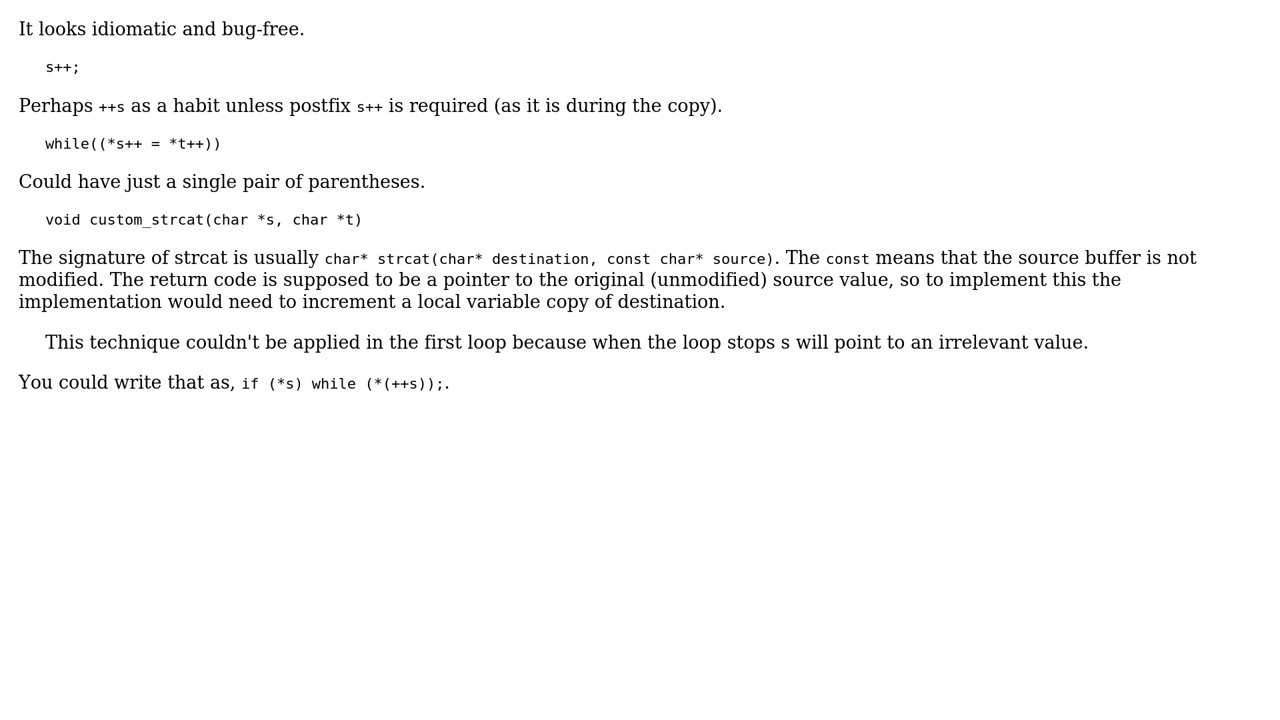 It looks idiomatic and bug-free.
s++;
Perhaps ++s as a habit unless postfix s++ is required (as it is during the copy).
while((*s++ = *t++))
Could have just a single pair of parentheses.
void custom_strcat(char *s, char *t)
The signature of strcat is usually char* strcat(char* destination, const char* source). The const means that the source buffer is not
modified. The return code is supposed to be a pointer to the original (unmodified) source value, so to implement this the
implementation would need to increment a local variable copy of destination.
This technique couldn't be applied in the first loop because when the loop stops s will point to an irrelevant value.
You could write that as, if (*s) while (*(++s));.